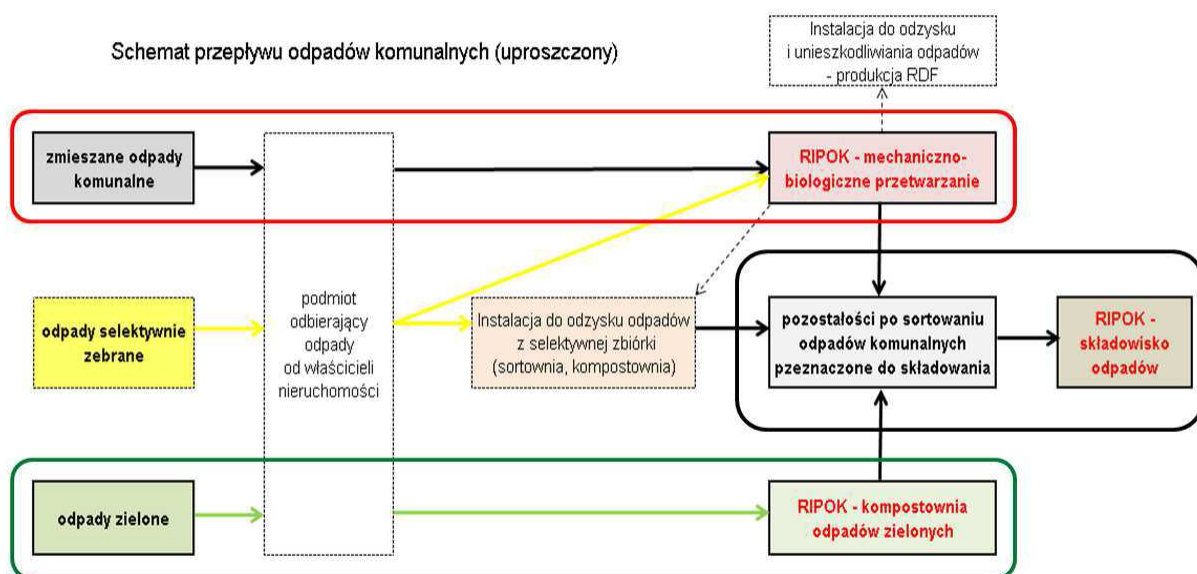 Schemat przepływu odpadów komunalnych (uproszczony)
Instalacja do odzysku
i unieszkodliwiania odpadów
- produkcja RDF
zmieszane odpady
komunalne
RIPOK - mechaniczno-
biologiczne przetwarzanie
odpady selektywnie
zebrane
podmiot
odbierający
odpady
od właścicieli
nieruchomości
Instalacja do odzysku odpadów
z selektywnej zbiórki
(sortownia, kompostownia)
pozostałości po sortowaniu
odpadów komunalnych
pzeznaczone do składowania
RIPOK -
składowisko
odpadów
odpady zielone
RIPOK - kompostownia
odpadów zielonych